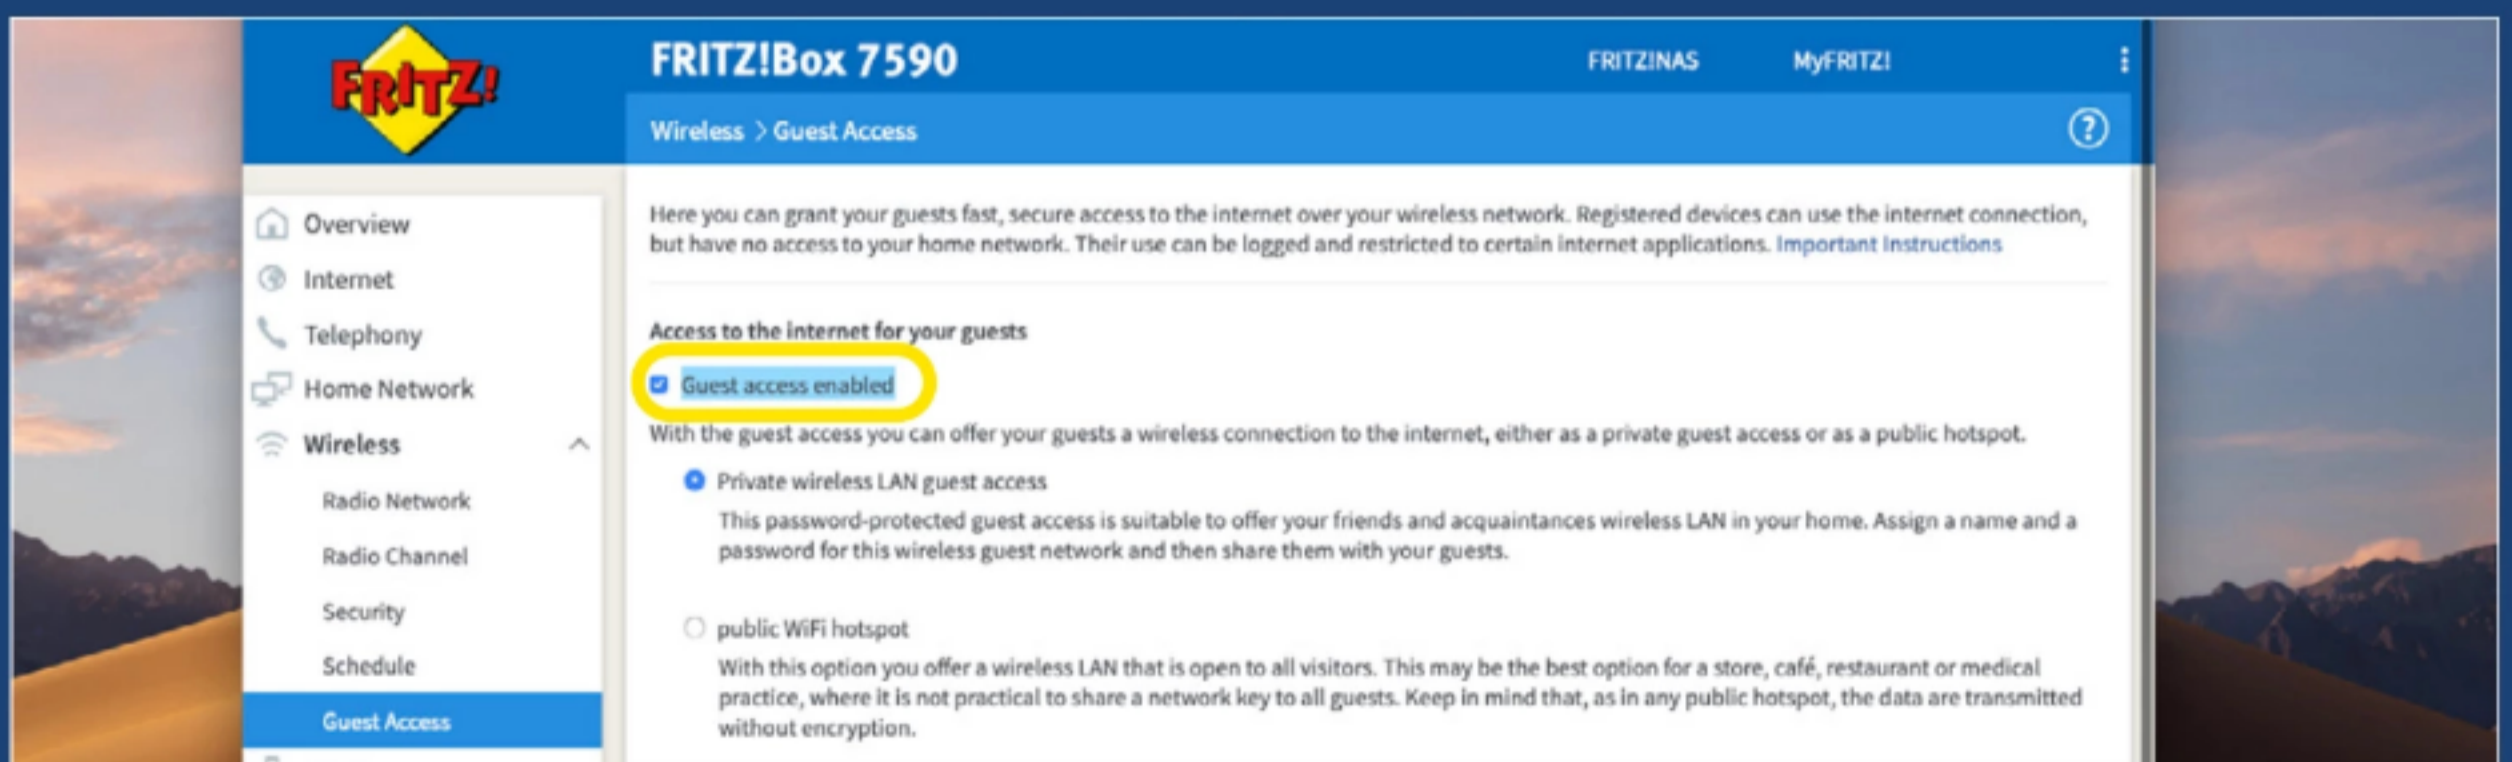 FRITZ!
FRITZ!Box 7590
FRITZ!NAS
MyFRITZ!
Wireless > Guest Access
?
Overview
Internet
Telephony
Home Network
Wireless
Radio Network
Radio Channel
Security
Schedule
Guest Access
Here you can grant your guests fast, secure access to the internet over your wireless network. Registered devices can use the internet connection,
but have no access to your home network. Their use can be logged and restricted to certain internet applications. Important Instructions
Access to the internet for your guests
Guest access enabled
With the guest access you can offer your guests a wireless connection to the internet, either as a private guest access or as a public hotspot.
Private wireless LAN guest access
This password-protected guest access is suitable to offer your friends and acquaintances wireless LAN in your home. Assign a name and a
password for this wireless guest network and then share them with your guests.
public WiFi hotspot
With this option you offer a wireless LAN that is open to all visitors. This may be the best option for a store, café, restaurant or medical
practice, where it is not practical to share a network key to all guests. Keep in mind that, as in any public hotspot, the data are transmitted
without encryption.